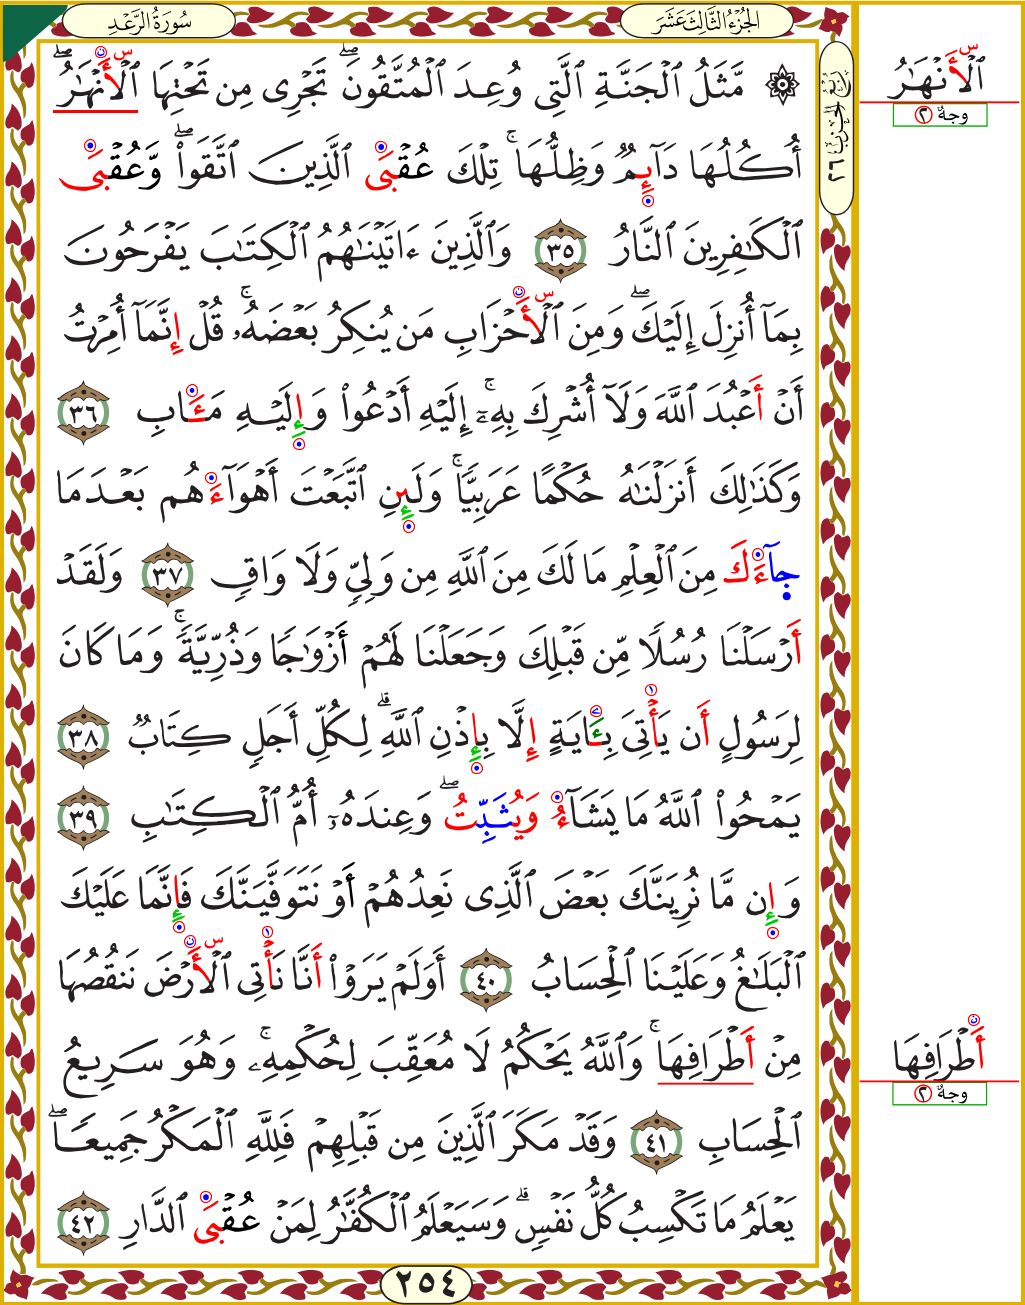 سُورَةُ الرَّعْدِ
الجُزْءُ الثَّالِثَ عَشَرَ
۞ مَّثَلُ ٱلْجَنَّةِ ٱلَّتِى وُعِدَ ٱلْمُتَّقُونَ ۖ تَجْرِى مِن تَحْتِهَا ٱلْأَنْهَٰرُ ۖ
أُكُلُهَا دَآئِمٌ وَظِلُّهَا ۚ تِلْكَ عُقْبَى ٱلَّذِينَ ٱتَّقَوا۟ ۖ وَّعُقْبَى
ٱلْكَٰفِرِينَ ٱلنَّارُ ٣٥ وَٱلَّذِينَ ءَاتَيْنَٰهُمُ ٱلْكِتَٰبَ يَفْرَحُونَ
بِمَآ أُنزِلَ إِلَيْكَ ۖ وَمِنَ ٱلْأَحْزَابِ مَن يُنكِرُ بَعْضَهُۥ ۚ قُلْ إِنَّمَآ أُمِرْتُ
أَنْ أَعْبُدَ ٱللَّهَ وَلَآ أُشْرِكَ بِهِۦٓ ۚ إِلَيْهِ أَدْعُوا۟ وَإِلَيْهِ مَـَٔابِ ٣٦
وَكَذَٰلِكَ أَنزَلْنَٰهُ حُكْمًا عَرَبِيًّا ۚ وَلَئِنِ ٱتَّبَعْتَ أَهْوَآءَهُم بَعْدَمَا
جَآءَكَ مِنَ ٱلْعِلْمِ مَا لَكَ مِنَ ٱللَّهِ مِن وَلِىٍّ وَلَا وَاقٍ ٣٧ وَلَقَدْ
أَرْسَلْنَا رُسُلًا مِّن قَبْلِكَ وَجَعَلْنَا لَهُمْ أَزْوَٰجًا وَذُرِّيَّةً ۚ وَمَا كَانَ
لِرَسُولٍ أَن يَأْتِىَ بِـَٔايَةٍ إِلَّا بِإِذْنِ ٱللَّهِ ۗ لِكُلِّ أَجَلٍ كِتَابٌ ٣٨
يَمْحُوا۟ ٱللَّهُ مَا يَشَآءُ وَيُثَبِّتُ ۖ وَعِندَهُۥٓ أُمُّ ٱلْكِتَٰبِ ٣٩
وَإِن مَّا نُرِيَنَّكَ بَعْضَ ٱلَّذِى نَعِدُهُمْ أَوْ نَتَوَفَّيَنَّكَ فَإِنَّمَا عَلَيْكَ
ٱلْبَلَٰغُ وَعَلَيْنَا ٱلْحِسَابُ ٤٠ أَوَلَمْ يَرَوْا۟ أَنَّا نَأْتِى ٱلْأَرْضَ نَنقُصُهَا
مِنْ أَطْرَافِهَا ۚ وَٱللَّهُ يَحْكُمُ لَا مُعَقِّبَ لِحُكْمِهِۦ ۚ وَهُوَ سَرِيعُ
ٱلْحِسَابِ ٤١ وَقَدْ مَكَرَ ٱلَّذِينَ مِن قَبْلِهِمْ فَلِلَّهِ ٱلْمَكْرُ جَمِيعًا ۖ
يَعْلَمُ مَا تَكْسِبُ كُلُّ نَفْسٍ ۗ وَسَيَعْلَمُ ٱلْكُفَّٰرُ لِمَنْ عُقْبَى ٱلدَّارِ ٤٢
٢٥٤
رُبْعُ الحِزْبِ ٢٦
ٱلْأَنْهَٰرُ
وجهٌ ٢
أَطْرَافِهَا
وجهٌ ٢